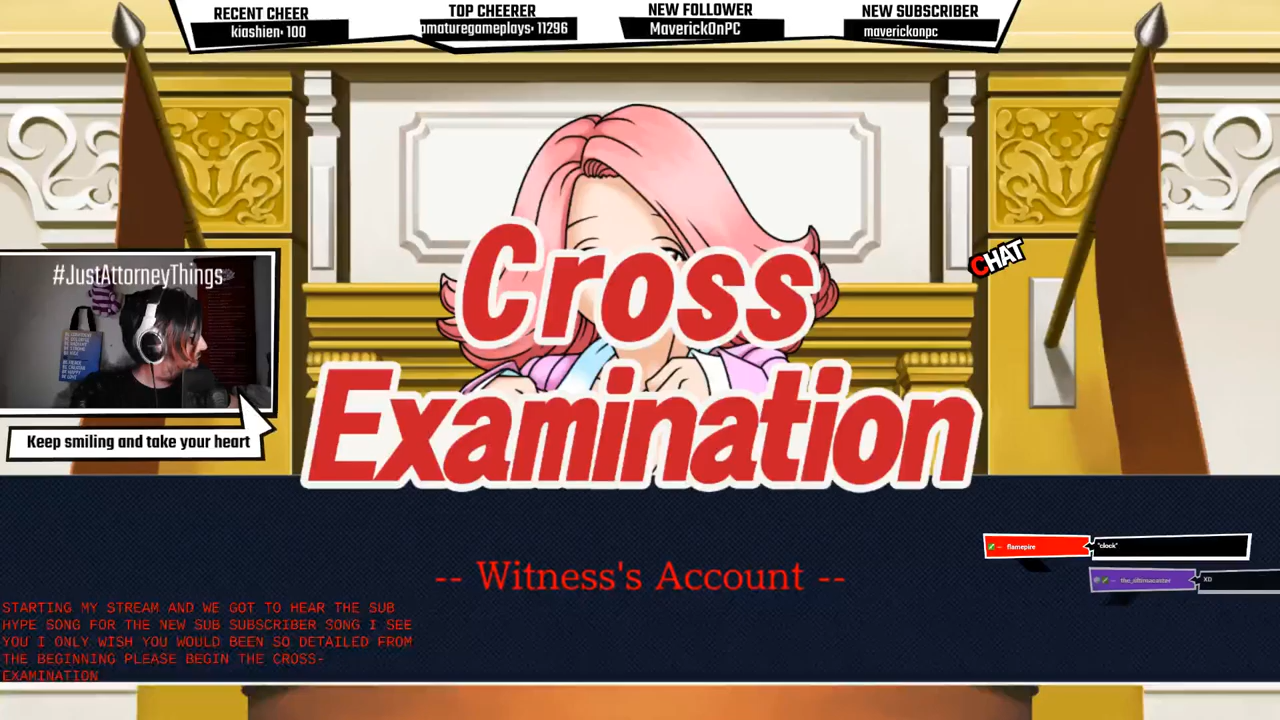 RECENT CHEER
kiashien• 100
TOP CHEERER
omaturegameplays• 11296
NEW FOLLOWER
MaverickOnPC
NEW SUBSCRIBER
maverickonpc
#JustAttorneyThings
Keep smiling and take your heart
CHAT
Cross
Examination
-- Witness's Account --
flamepire
"clock"
the_oltimacaster
XD
STARTING MY STREAM AND WE GOT TO HEAR THE SUB
HYPE SONG FOR THE NEW SUB SUBSCRIBER SONG I SEE
YOU I ONLY WISH YOU WOULD BEEN SO DETAILED FROM
THE BEGINNING PLEASE BEGIN THE CROSS-
EXAMINATION